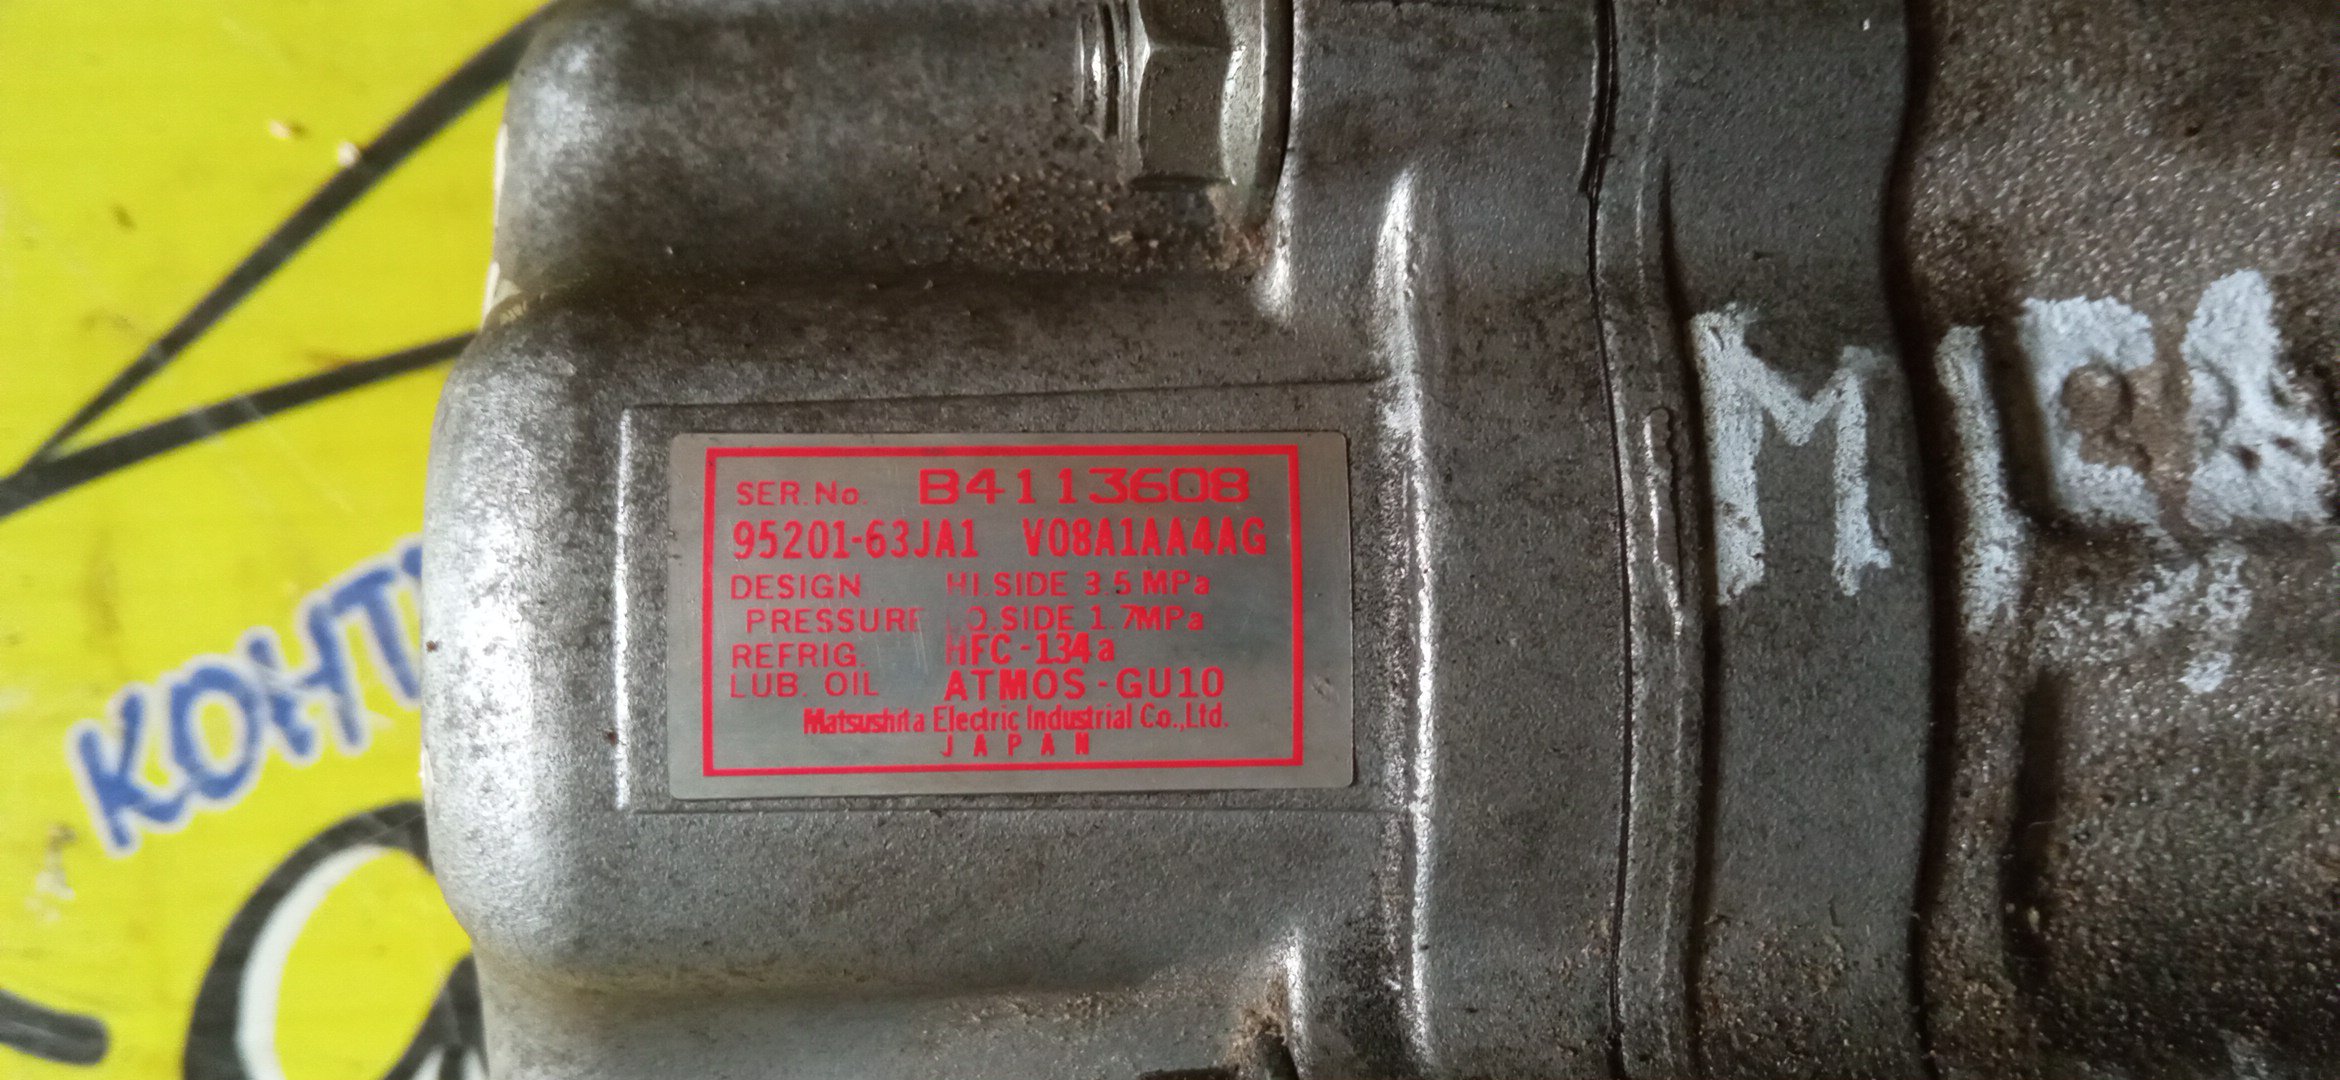 SER.No. B4113608
95201-63JA1 V08A1AA4AG
DESIGN HI.SIDE 3.5 MPa
PRESSURE LO.SIDE 1.7MPa
REFRIG. HFC-134a
LUB. OIL ATMOS-GU10
Matsushita Electric Industrial Co.,Ltd.
JAPAN
КОНТ